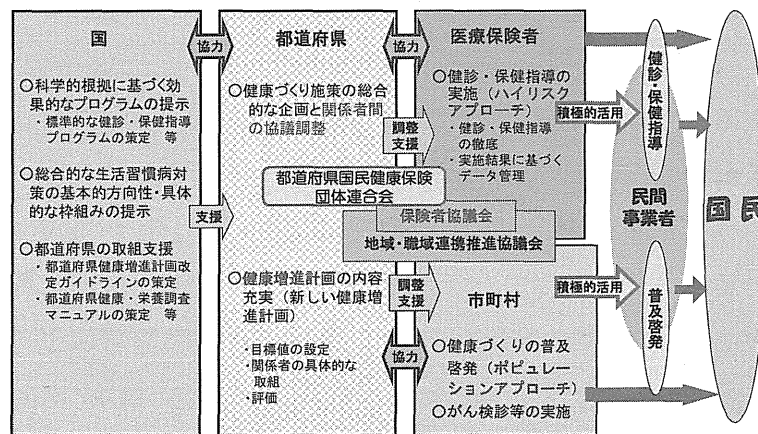 国
○科学的根拠に基づく効
果的なプログラムの提示
・標準的な健診・保健指導
プログラムの策定 等
○総合的な生活習慣病対
策の基本的方向性・具体
的な枠組みの提示
○都道府県の取組支援
・都道府県健康増進計画改
定ガイドラインの策定
・都道府県健康・栄養調査
マニュアルの策定 等
協力
支援
都道府県
○健康づくり施策の総合
的な企画と関係者間
の協議調整
調整
支援
都道府県国民健康保険
団体連合会
保険者協議会
地域・職域連携推進協議会
○健康増進計画の内容
充実（新しい健康増
進計画）
・目標値の設定
・関係者の具体的な
取組
・評価
調整
支援
協力
協力
医療保険者
○健診・保健指導の
実施（ハイリスク
アプローチ）
・健診・保健指導
の徹底
・実施結果に基づく
データ管理
積極的活用
市町村
○健康づくりの普及
啓発（ポピュレー
ションアプローチ）
○がん検診等の実施
積極的活用
健診・保健指導
民間
事業者
普及啓発
国民